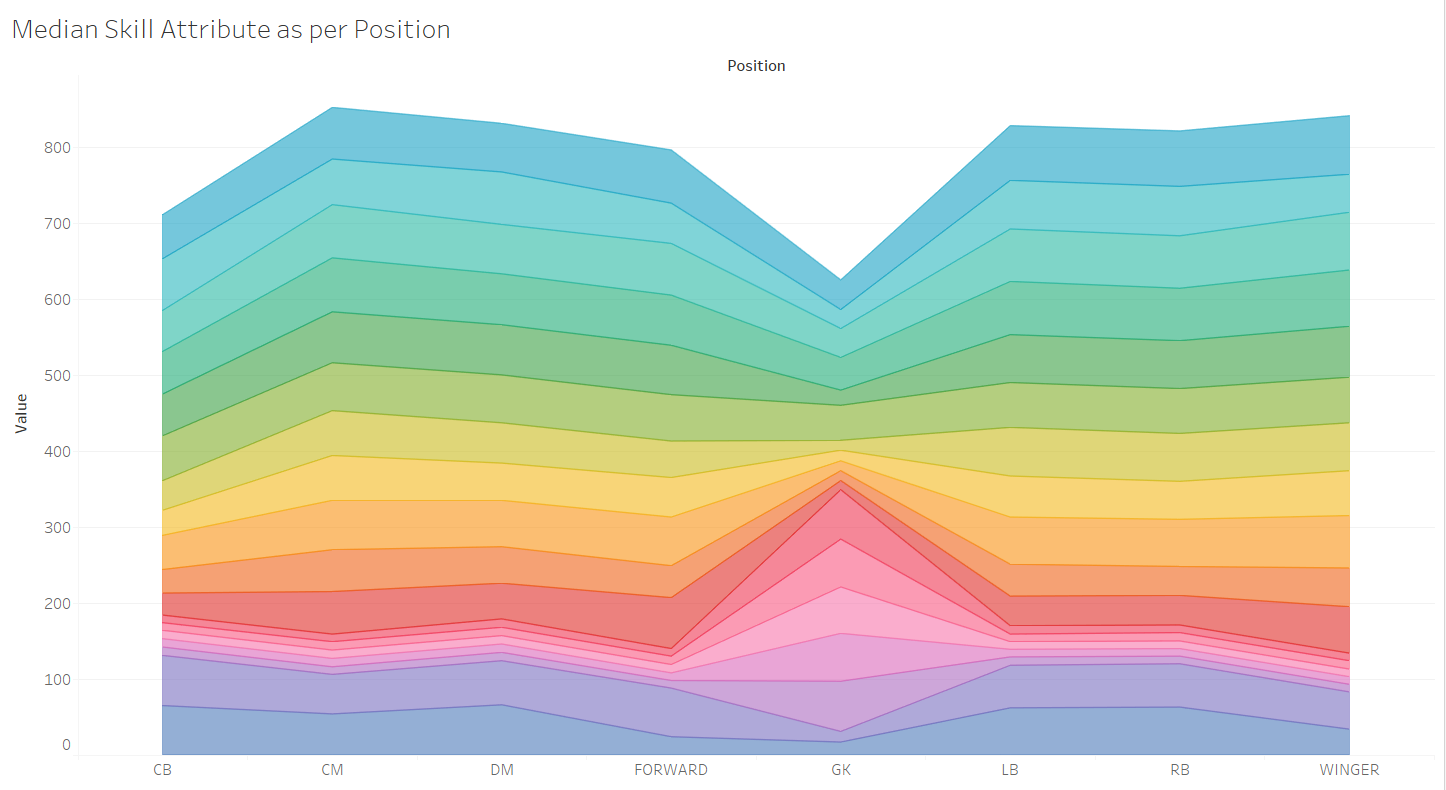 Median Skill Attribute as per Position
Position
800
700
600
500
400
300
200
100
0
Value
CB CM DM FORWARD GK LB RB WINGER